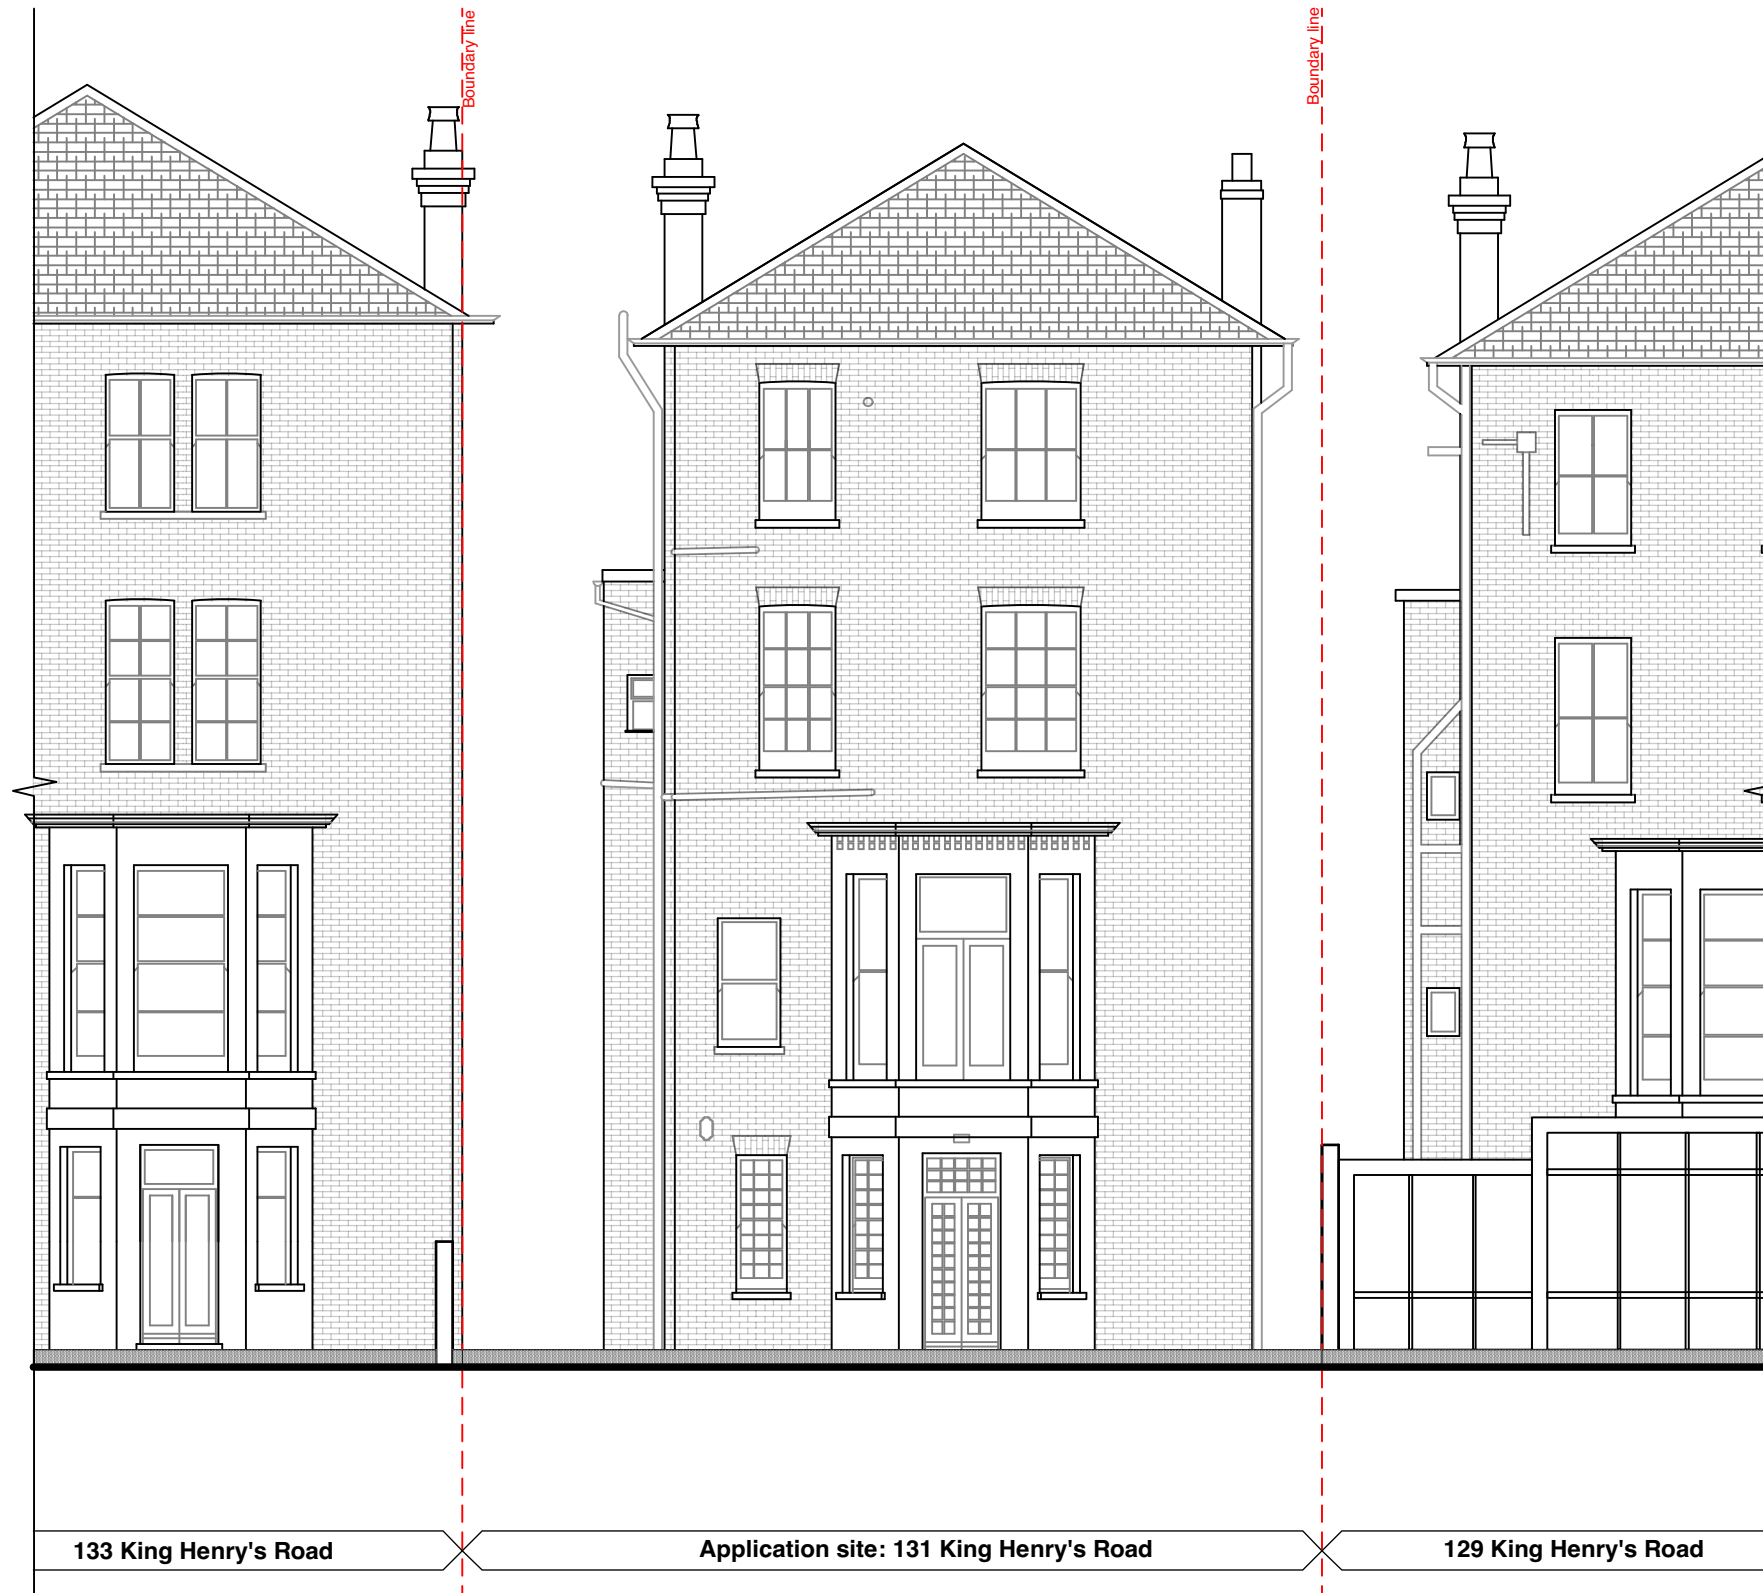 Boundary line
Boundary line
133 King Henry's Road
Application site: 131 King Henry's Road
129 King Henry's Road